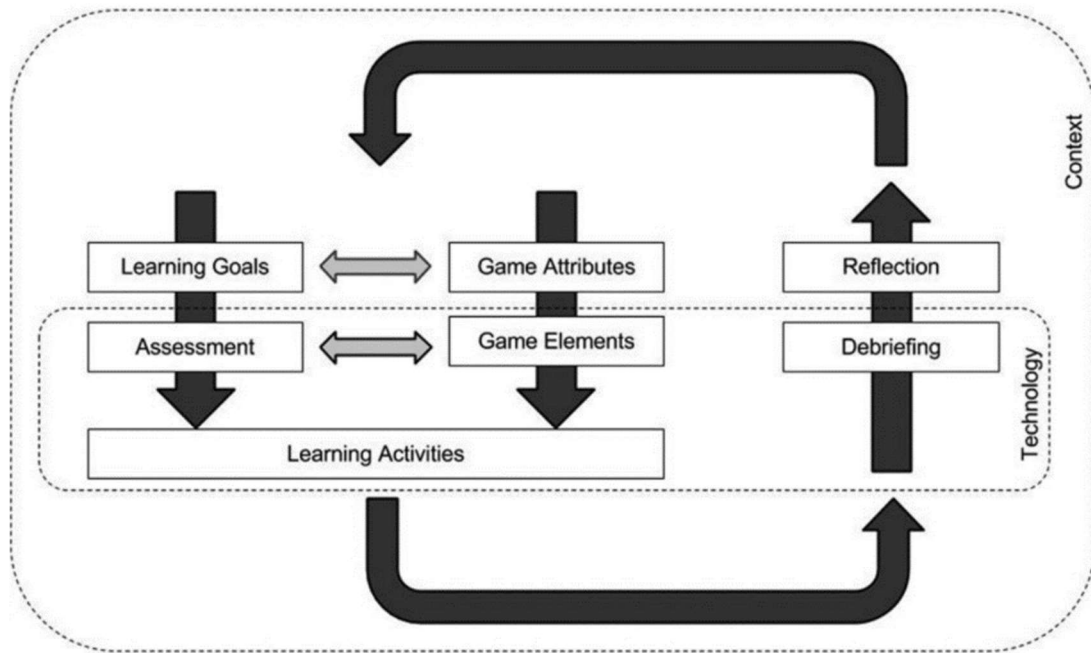 Context
Learning Goals
Game Attributes
Reflection
Assessment
Game Elements
Debriefing
Technology
Learning Activities